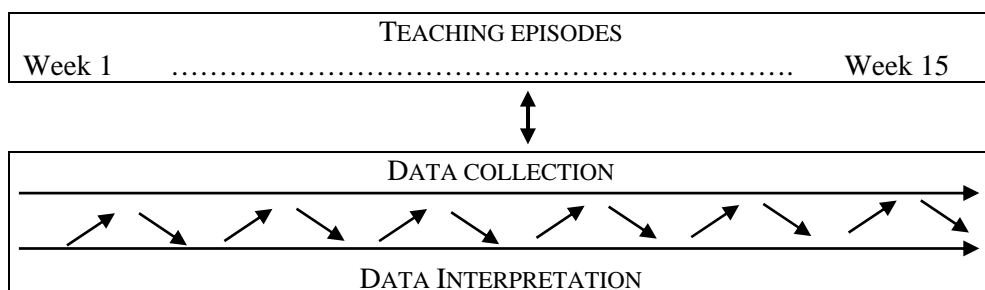 TEACHING EPISODES
Week 1 …………………………………………………………. Week 15
DATA COLLECTION
DATA INTERPRETATION